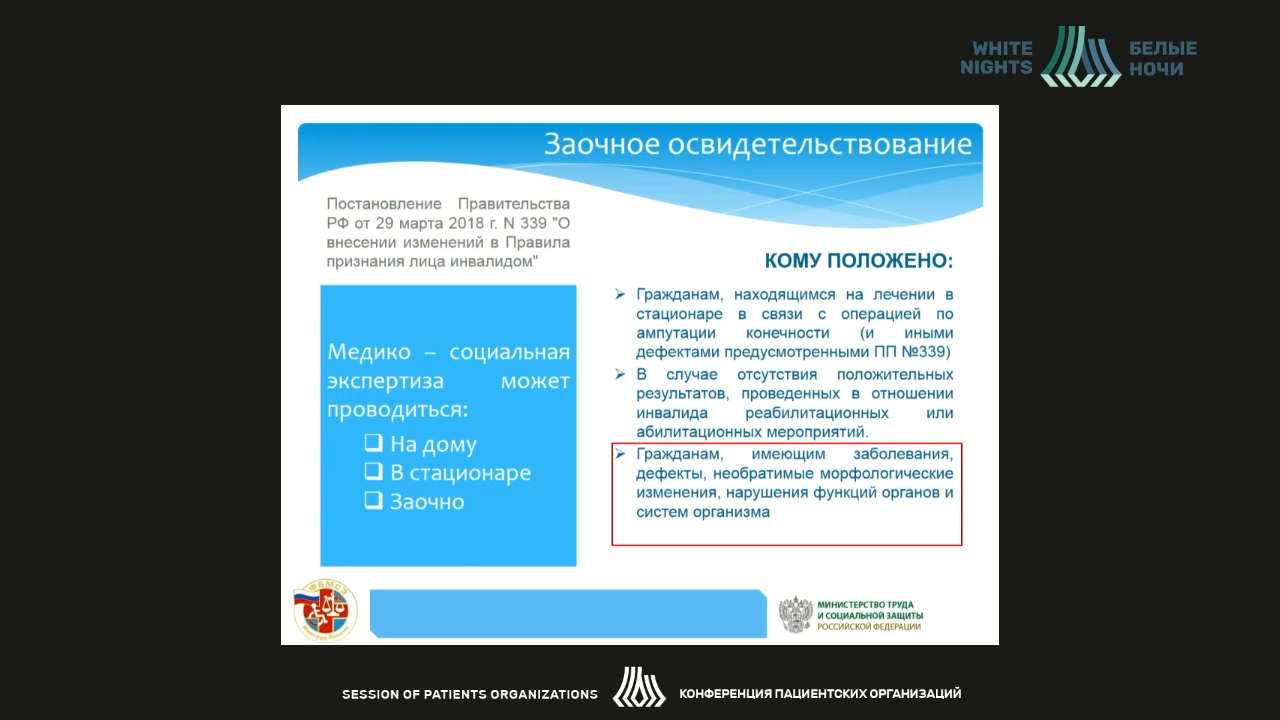 WHITE
NIGHTS
БЕЛЫЕ
НОЧИ
Заочное освидетельствование
Постановление Правительства
РФ от 29 марта 2018 г. N 339 "О
внесении изменений в Правила
признания лица инвалидом"
Медико – социальная
экспертиза может
проводиться:
На дому
В стационаре
Заочно
КОМУ ПОЛОЖЕНО:
Гражданам, находящимся на лечении в
стационаре в связи с операцией по
ампутации конечности (и иными
дефектами предусмотренными ПП №339)
В случае отсутствия положительных
результатов, проведенных в отношении
инвалида реабилитационных или
абилитационных мероприятий.
Гражданам, имеющим заболевания,
дефекты, необратимые морфологические
изменения, нарушения функций органов и
систем организма
ФБМСЭ
МИНИСТЕРСТВО ТРУДА
И СОЦИАЛЬНОЙ ЗАЩИТЫ
РОССИЙСКОЙ ФЕДЕРАЦИИ
SESSION OF PATIENTS ORGANIZATIONS
КОНФЕРЕНЦИЯ ПАЦИЕНТСКИХ ОРГАНИЗАЦИЙ